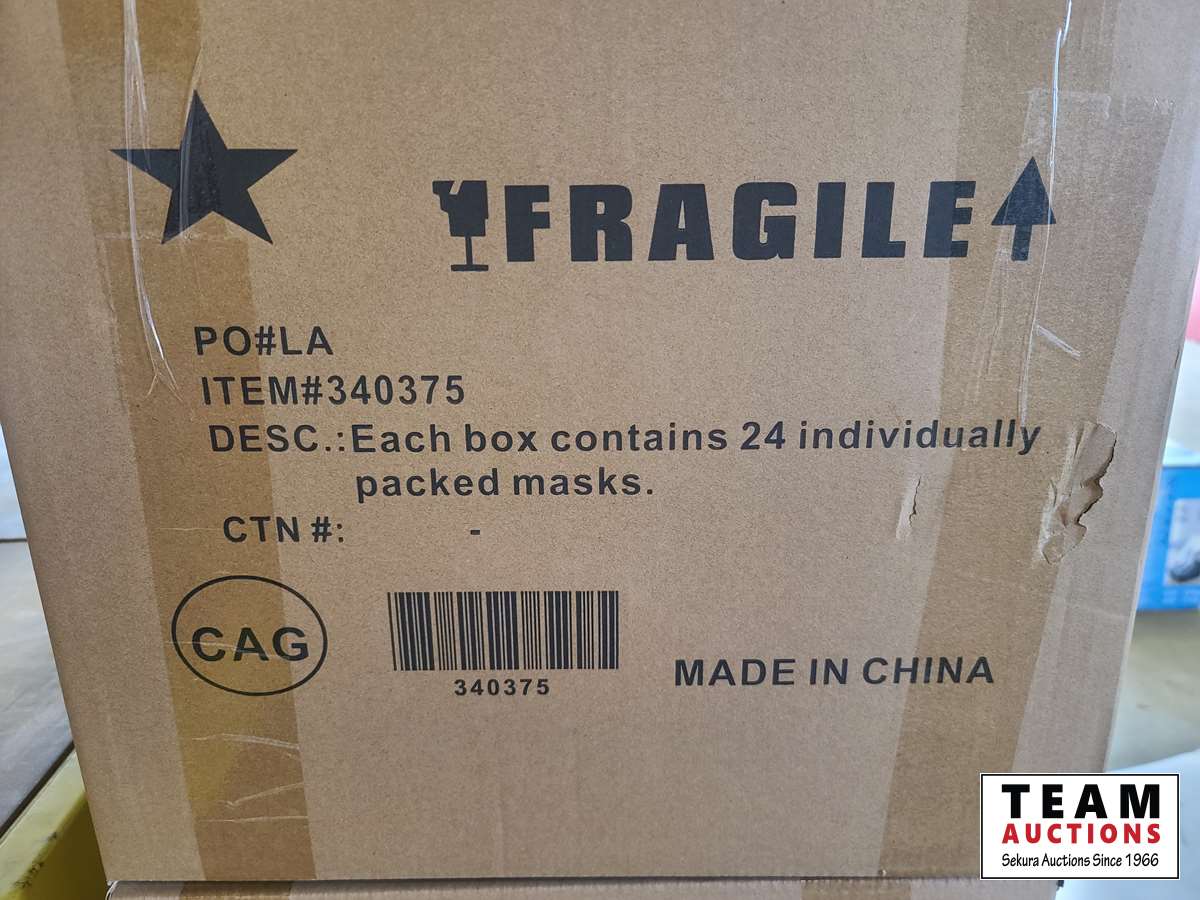 FRAGILE
PO#LA
ITEM#340375
DESC.:Each box contains 24 individually
packed masks.
CTN #: -
CAG
340375
MADE IN CHINA
TEAM
AUCTIONS
Sekura Auctions Since 1966